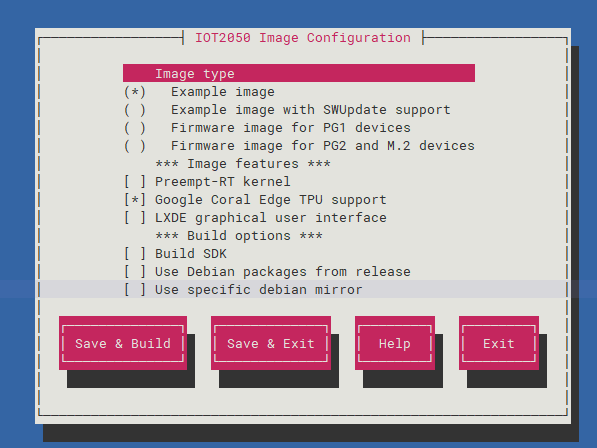 IOT2050 Image Configuration
Image type
(*) Example image
( ) Example image with SWUpdate support
( ) Firmware image for PG1 devices
( ) Firmware image for PG2 and M.2 devices
*** Image features ***
[ ] Preempt-RT kernel
[*] Google Coral Edge TPU support
[ ] LXDE graphical user interface
*** Build options ***
[ ] Build SDK
[ ] Use Debian packages from release
[ ] Use specific debian mirror
Save & Build Save & Exit Help Exit